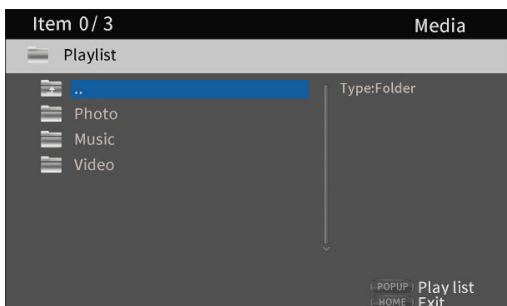 Item 0/3
Media
Playlist
..
Type:Folder
Photo
Music
Video
POPUP Play list
HOME Exit